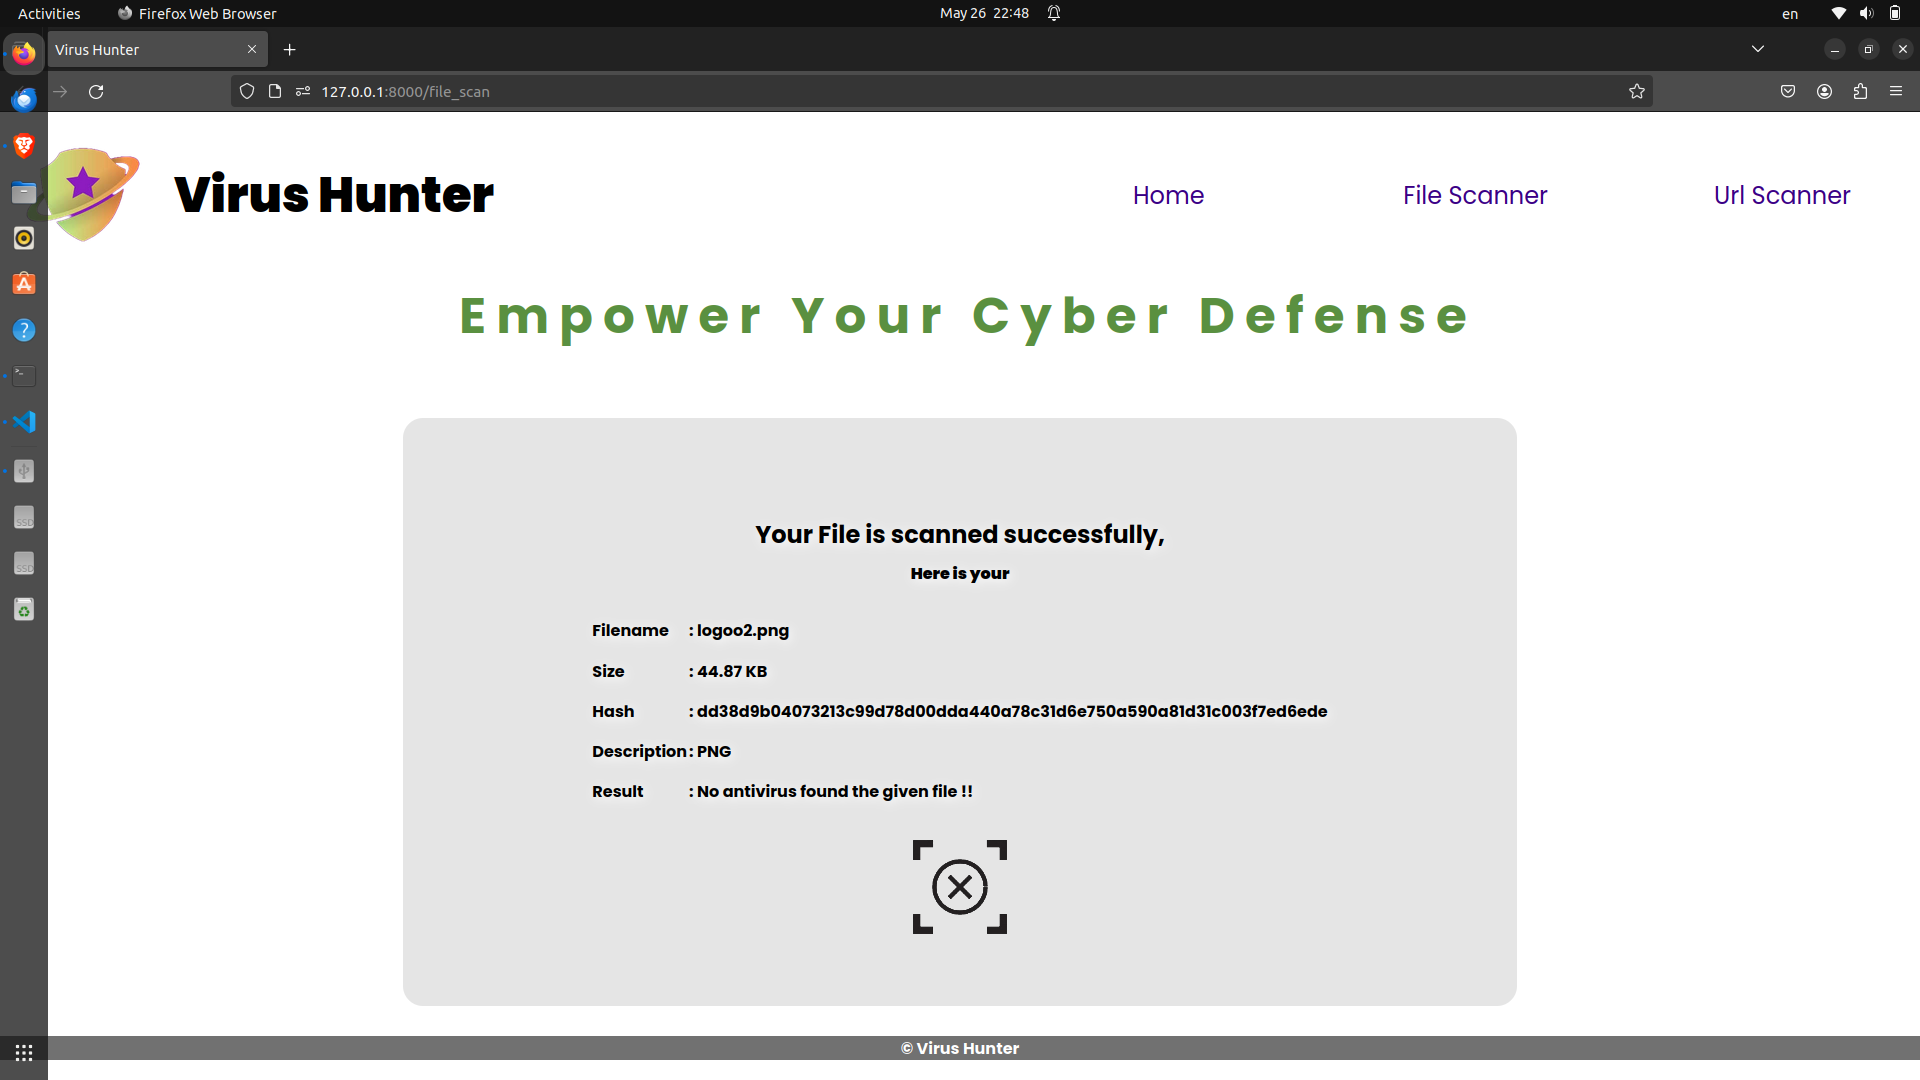 Activities Firefox Web Browser May 26 22:48 en
Virus Hunter
127.0.0.1:8000/file_scan
Virus Hunter Home File Scanner Url Scanner
Empower Your Cyber Defense
Your File is scanned successfully,
Here is your
Filename : logoo2.png
Size : 44.87 KB
Hash : dd38d9b04073213c99d78d00dda440a78c31d6e750a590a81d31c003f7ed6ede
Description : PNG
Result : No antivirus found the given file !!
SSD
SSD
© Virus Hunter